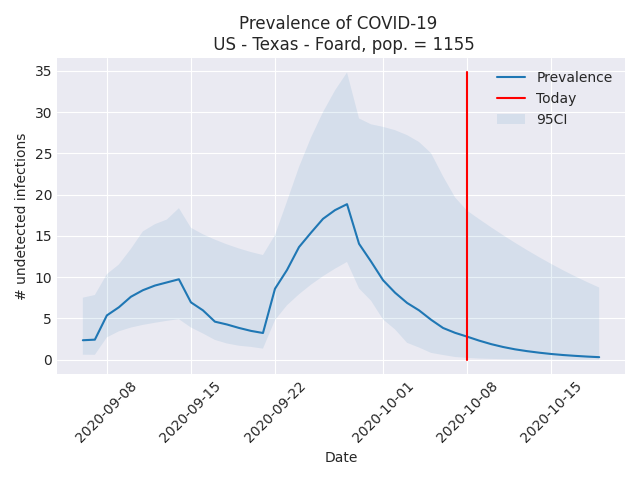 Prevalence of COVID-19
US - Texas - Foard, pop. = 1155
# undetected infections
35
30
25
20
15
10
5
0
Prevalence
Today
95CI
2020-09-08
2020-09-15
2020-09-22
2020-10-01
2020-10-08
2020-10-15
Date